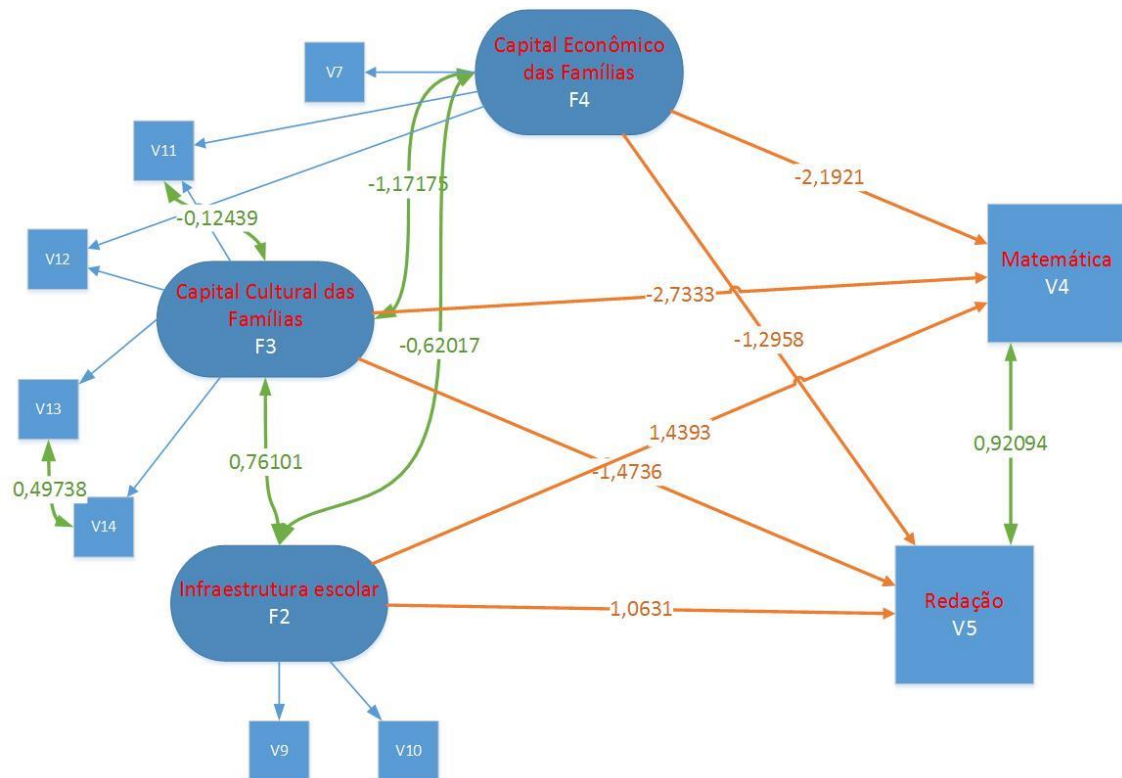 Capital Econômico
das Famílias
F4
V7
V11
-1,17175
-2,1921
-0,12439
V12
Capital Cultural das
Famílias
F3
Matemática
V4
-2,7333
-0,62017
-1,2958
V13
1,4393
0,76101
-1,4736
0,92094
0,49738
V14
Infraestrutura escolar
F2
1,0631
Redação
V5
V9
V10